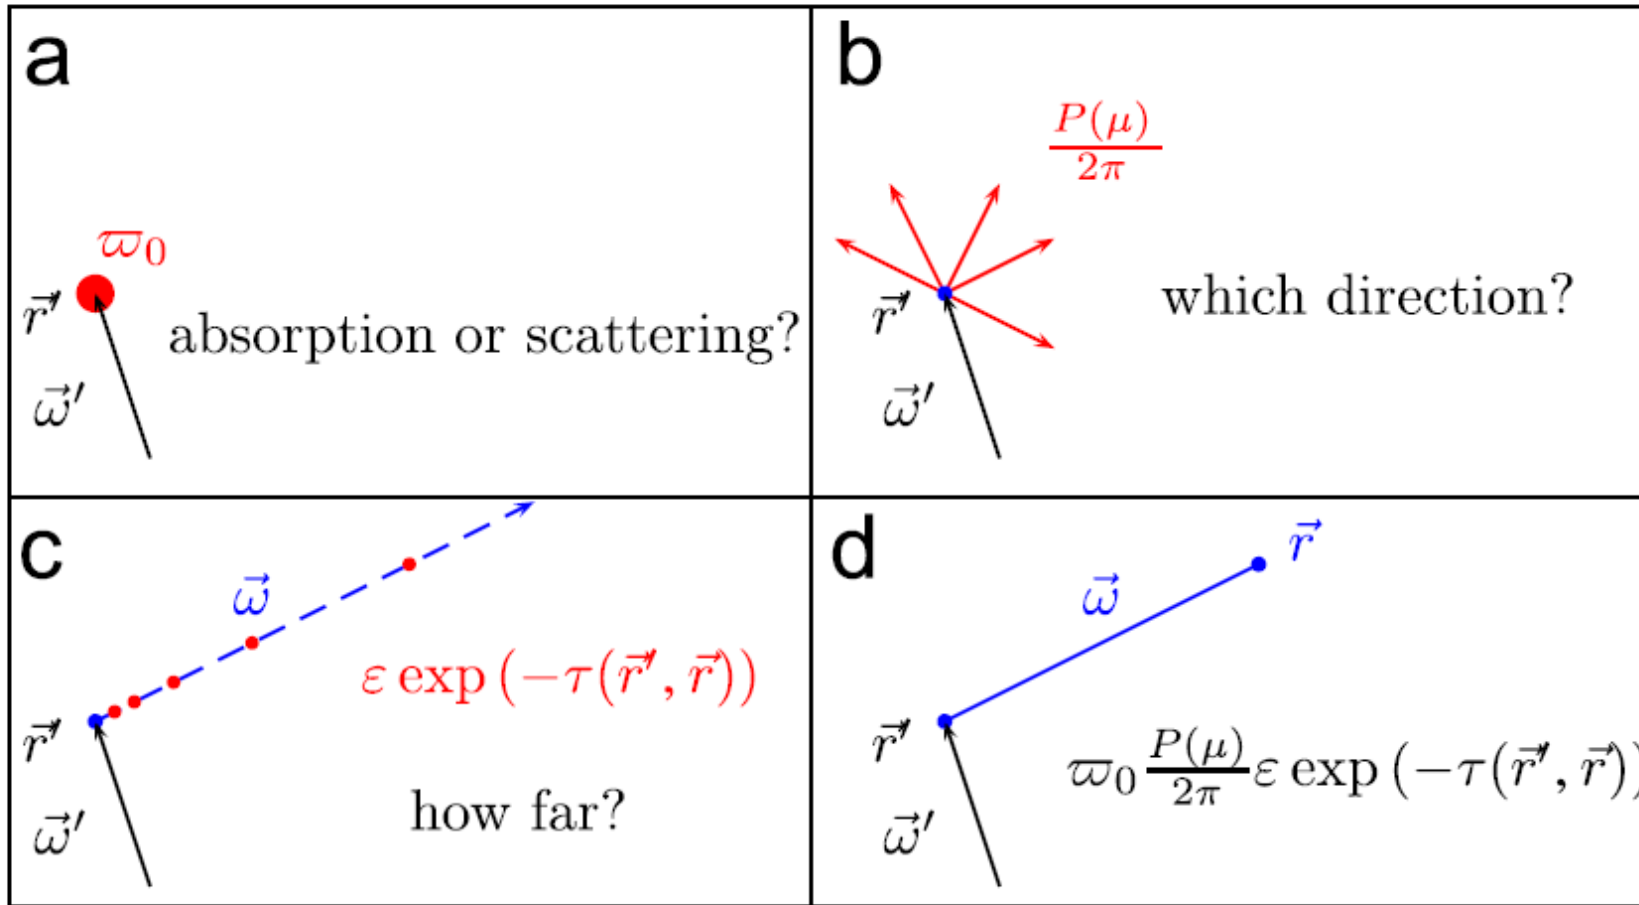 a
ϖ₀
r⃗′
absorption or scattering?
ω⃗′
b
P(μ)
2π
r⃗′
which direction?
ω⃗′
c
ω⃗
ε exp (−τ(r⃗′, r⃗))
r⃗′
how far?
ω⃗′
d
r⃗
ω⃗
r⃗′
ϖ₀ P(μ)/2π ε exp (−τ(r⃗′, r⃗))
ω⃗′